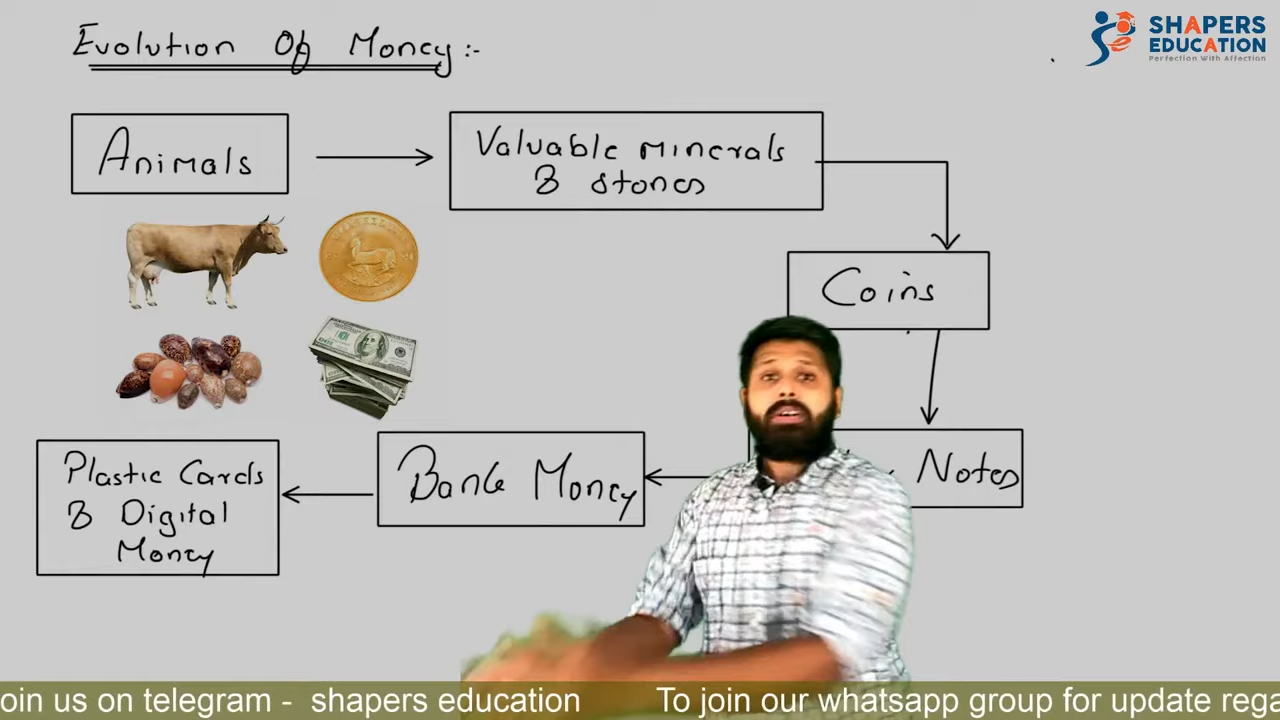 Evolution Of Money:-
SHAPERS
EDUCATION
Perfection With Affection
Animals
Valuable minerals
& stones
Coins
Notes
Bank Money
Plastic Cards
& Digital
Money
oin us on telegram - shapers education To join our whatsapp group for update rega